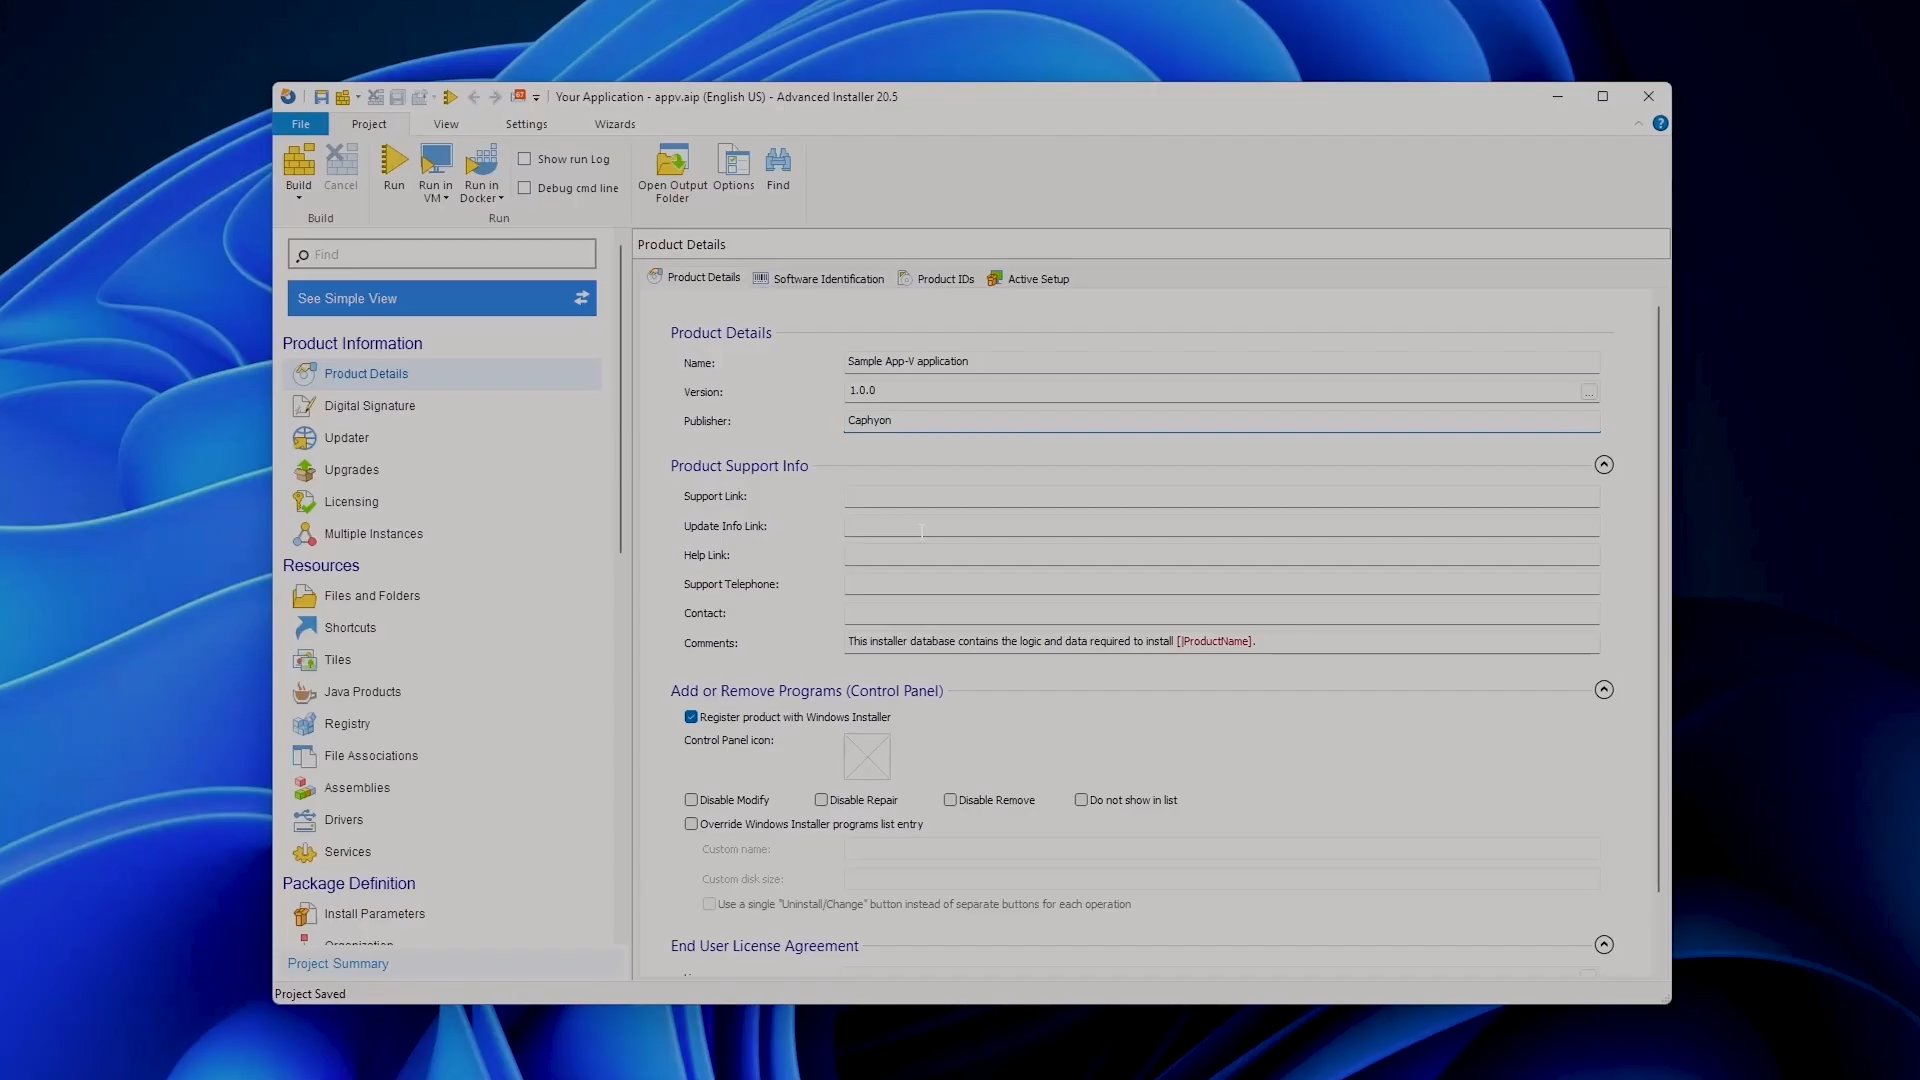 67
Your Application - appv.aip (English US) - Advanced Installer 20.5
File
Project
View
Settings
Wizards
?
Build
Cancel
Run
Run in
VM
Run in
Docker
Show run Log
Debug cmd line
Open Output
Folder
Options
Find
Build
Run
Find
See Simple View
Product Information
Product Details
Digital Signature
Updater
Upgrades
Licensing
Multiple Instances
Resources
Files and Folders
Shortcuts
Tiles
Java Products
Registry
File Associations
Assemblies
Drivers
Services
Package Definition
Install Parameters
Organization
Project Summary
Project Saved
Product Details
Product Details
Software Identification
Product IDs
Active Setup
Product Details
Name:
Sample App-V application
Version:
1.0.0
...
Publisher:
Caphyon
Product Support Info
Support Link:
Update Info Link:
Help Link:
Support Telephone:
Contact:
Comments:
This installer database contains the logic and data required to install [|ProductName].
Add or Remove Programs (Control Panel)
Register product with Windows Installer
Control Panel icon:
Disable Modify
Disable Repair
Disable Remove
Do not show in list
Override Windows Installer programs list entry
Custom name:
Custom disk size:
Use a single "Uninstall/Change" button instead of separate buttons for each operation
End User License Agreement